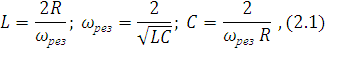 L = 2R / ω_рез ; ω_рез = 2 / √LC ; C = 2 / ω_рез R , (2.1)